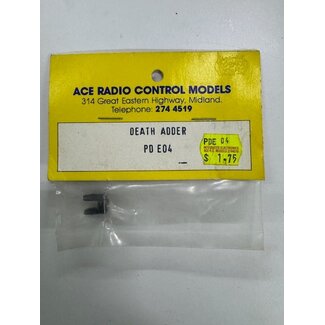 ACE RADIO CONTROL MODELS
314 Great Eastern Highway, Midland.
Telephone: 274 4519
DEATH ADDER
PD E04
PDE 04
$ 1.75